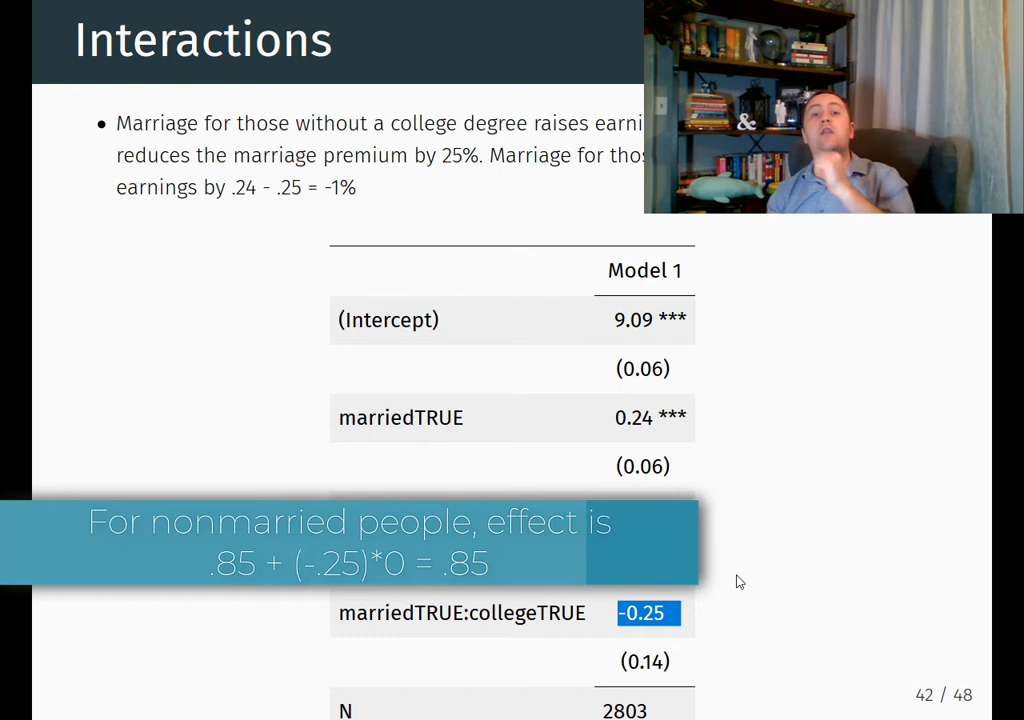 Interactions
• Marriage for those without a college degree raises earni
reduces the marriage premium by 25%. Marriage for thos
earnings by .24 - .25 = -1%
&
Model 1
(Intercept) 9.09 ***
(0.06)
marriedTRUE 0.24 ***
(0.06)
For nonmarried people, effect is
.85 + (-.25)*0 = .85
marriedTRUE:collegeTRUE -0.25
(0.14)
N 2803
42 / 48